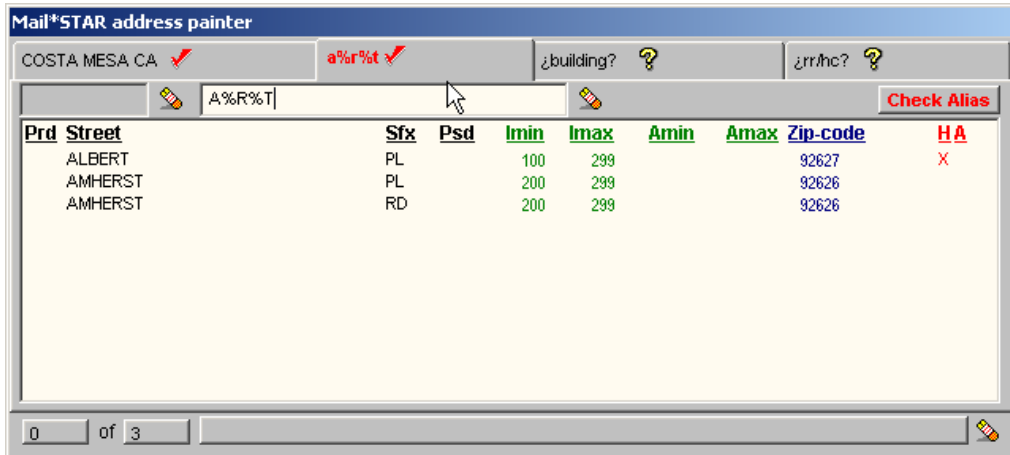 Mail*STAR address painter
COSTA MESA CA a%r%t ¿building? ¿rr/hc?
A%R%T Check Alias
Prd Street Sfx Psd Imin Imax Amin Amax Zip-code H A
ALBERT PL 100 299 92627 X
AMHERST PL 200 299 92626
AMHERST RD 200 299 92626
0 of 3